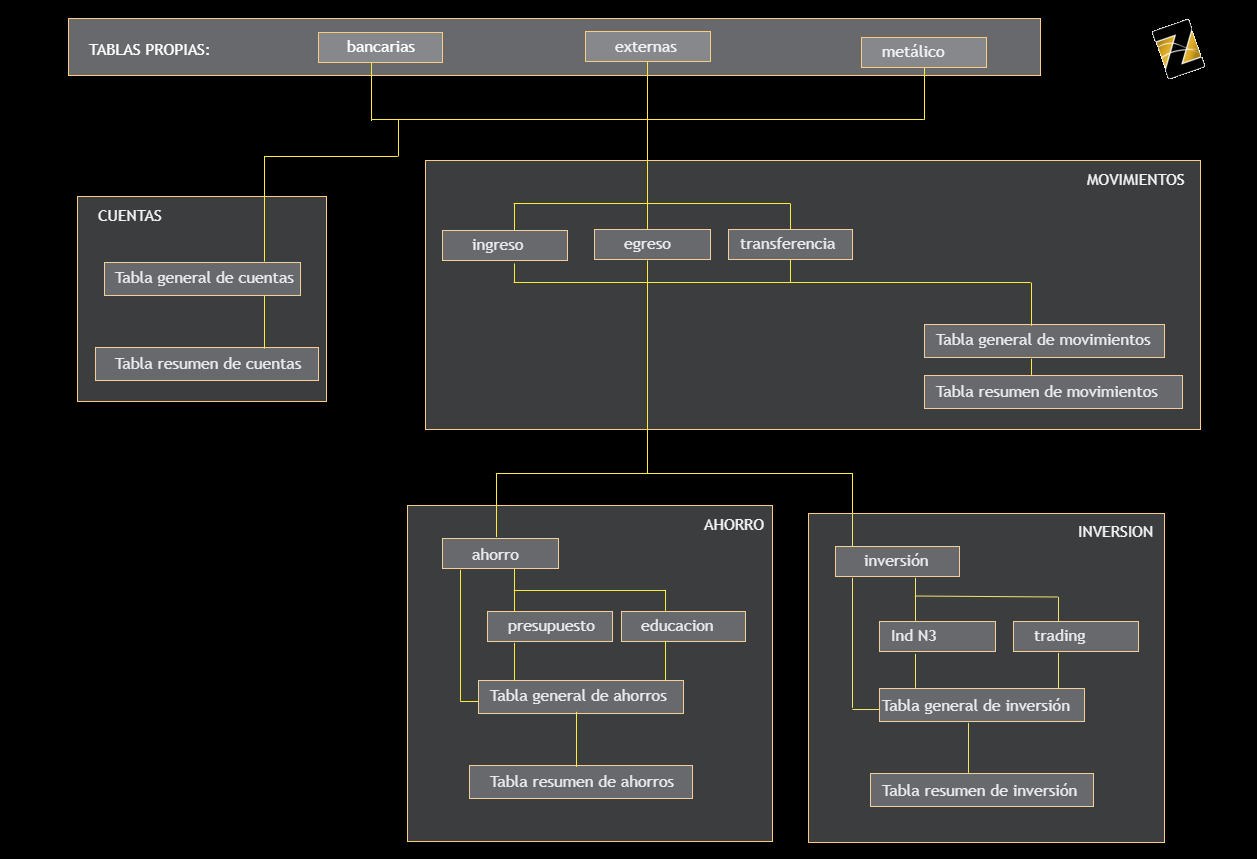 TABLAS PROPIAS:
bancarias
externas
metálico
CUENTAS
Tabla general de cuentas
Tabla resumen de cuentas
MOVIMIENTOS
ingreso
egreso
transferencia
Tabla general de movimientos
Tabla resumen de movimientos
AHORRO
ahorro
presupuesto
educacion
Tabla general de ahorros
Tabla resumen de ahorros
INVERSION
inversión
Ind N3
trading
Tabla general de inversión
Tabla resumen de inversión